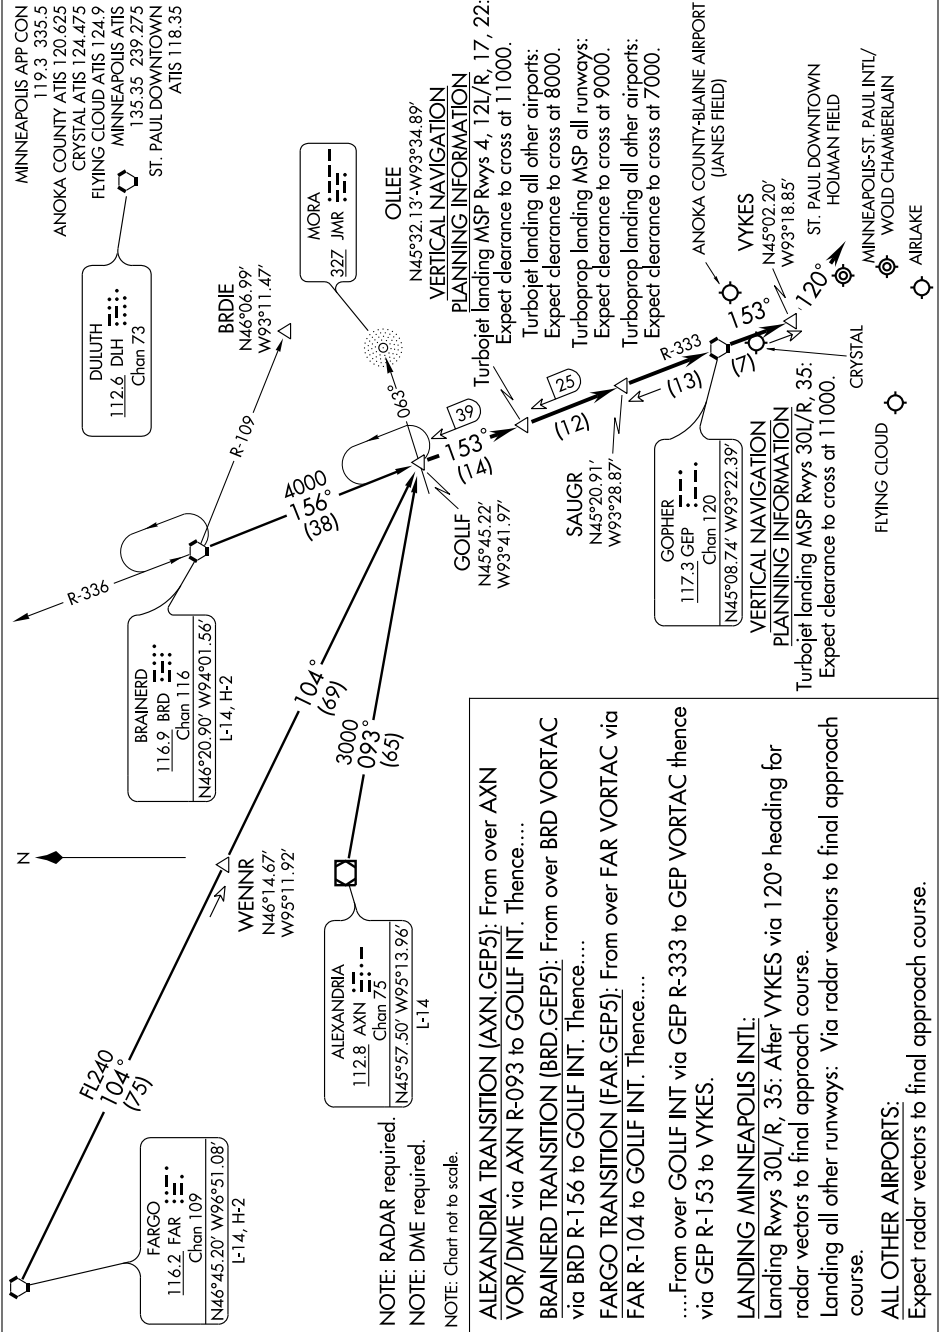 MINNEAPOLIS APP CON
119.3 335.5
ANOKA COUNTY ATIS 120.625
CRYSTAL ATIS 124.475
FLYING CLOUD ATIS 124.9
MINNEAPOLIS ATIS
135.35 239.275
ST. PAUL DOWNTOWN
ATIS 118.35
DULUTH
112.6 DLH
Chan 73
BRDIE
N46°06.99'
W93°11.47'
R-109
MORA
327 JMR
R-336
BRAINERD
116.9 BRD
Chan 116
N46°20.90' W94°01.56'
L-14, H-2
4000
156°
(38)
063°
OLLEE
N45°32.13'-W93°34.89'
VERTICAL NAVIGATION
PLANNING INFORMATION
Turbojet landing MSP Rwys 4, 12L/R, 17, 22:
Expect clearance to cross at 11000.
Turbojet landing all other airports:
Expect clearance to cross at 8000.
Turboprop landing MSP all runways:
Expect clearance to cross at 9000.
Turboprop landing all other airports:
Expect clearance to cross at 7000.
N
FARGO
116.2 FAR
Chan 109
N46°45.20' W96°51.08'
L-14, H-2
FL240
104°
(75)
WENNR
N46°14.67'
W95°11.92'
104°
(69)
ALEXANDRIA
112.8 AXN
Chan 75
N45°57.50' W95°13.96'
L-14
3000
093°
(65)
GOLLF
N45°45.22'
W93°41.97'
39
153°
(14)
25
(12)
SAUGR
N45°20.91'
W93°28.87'
R-333
(13)
GOPHER
117.3 GEP
Chan 120
N45°08.74' W93°22.39'
153°
(7)
ANOKA COUNTY-BLAINE AIRPORT
(JANES FIELD)
VYKES
N45°02.20'
W93°18.85'
120°
ST. PAUL DOWNTOWN
HOLMAN FIELD
MINNEAPOLIS-ST. PAUL INTL/
WOLD CHAMBERLAIN
AIRLAKE
CRYSTAL
FLYING CLOUD
VERTICAL NAVIGATION
PLANNING INFORMATION
Turbojet landing MSP Rwys 30L/R, 35:
Expect clearance to cross at 11000.
NOTE: RADAR required.
NOTE: DME required.
NOTE: Chart not to scale.
ALEXANDRIA TRANSITION (AXN.GEP5): From over AXN
VOR/DME via AXN R-093 to GOLLF INT. Thence....
BRAINERD TRANSITION (BRD.GEP5): From over BRD VORTAC
via BRD R-156 to GOLLF INT. Thence....
FARGO TRANSITION (FAR.GEP5): From over FAR VORTAC via
FAR R-104 to GOLLF INT. Thence....
....From over GOLLF INT via GEP R-333 to GEP VORTAC thence
via GEP R-153 to VYKES.
LANDING MINNEAPOLIS INTL:
Landing Rwys 30L/R, 35: After VYKES via 120° heading for
radar vectors to final approach course.
Landing all other runways: Via radar vectors to final approach
course.
ALL OTHER AIRPORTS:
Expect radar vectors to final approach course.